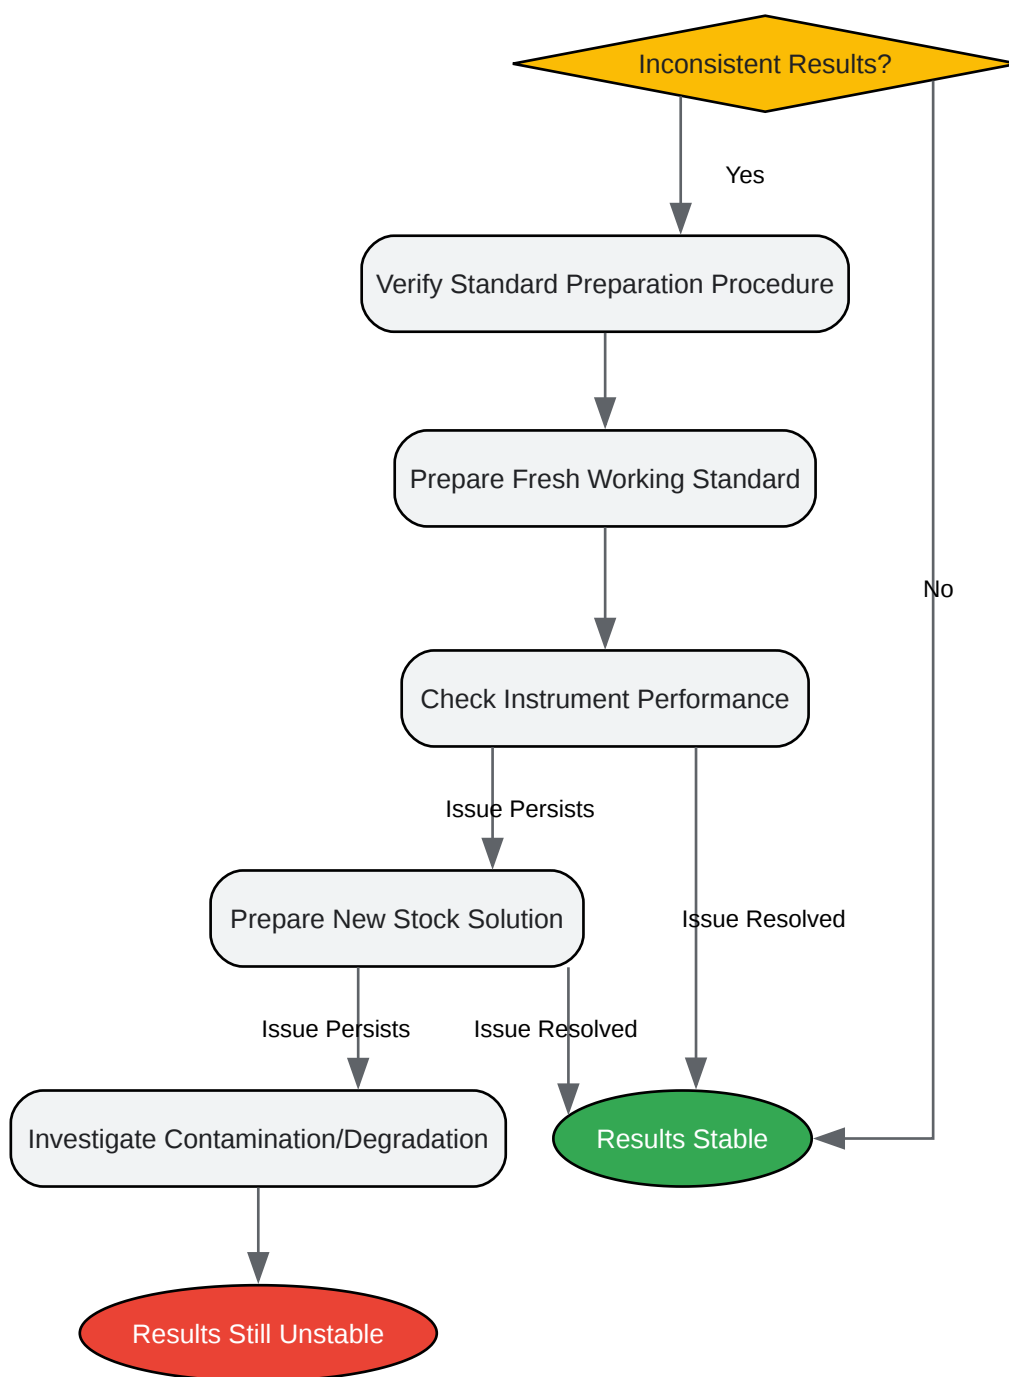 Inconsistent Results?
Yes
Verify Standard Preparation Procedure
Prepare Fresh Working Standard
No
Check Instrument Performance
Issue Persists
Prepare New Stock Solution
Issue Resolved
Issue Persists
Issue Resolved
Investigate Contamination/Degradation
Results Stable
Results Still Unstable